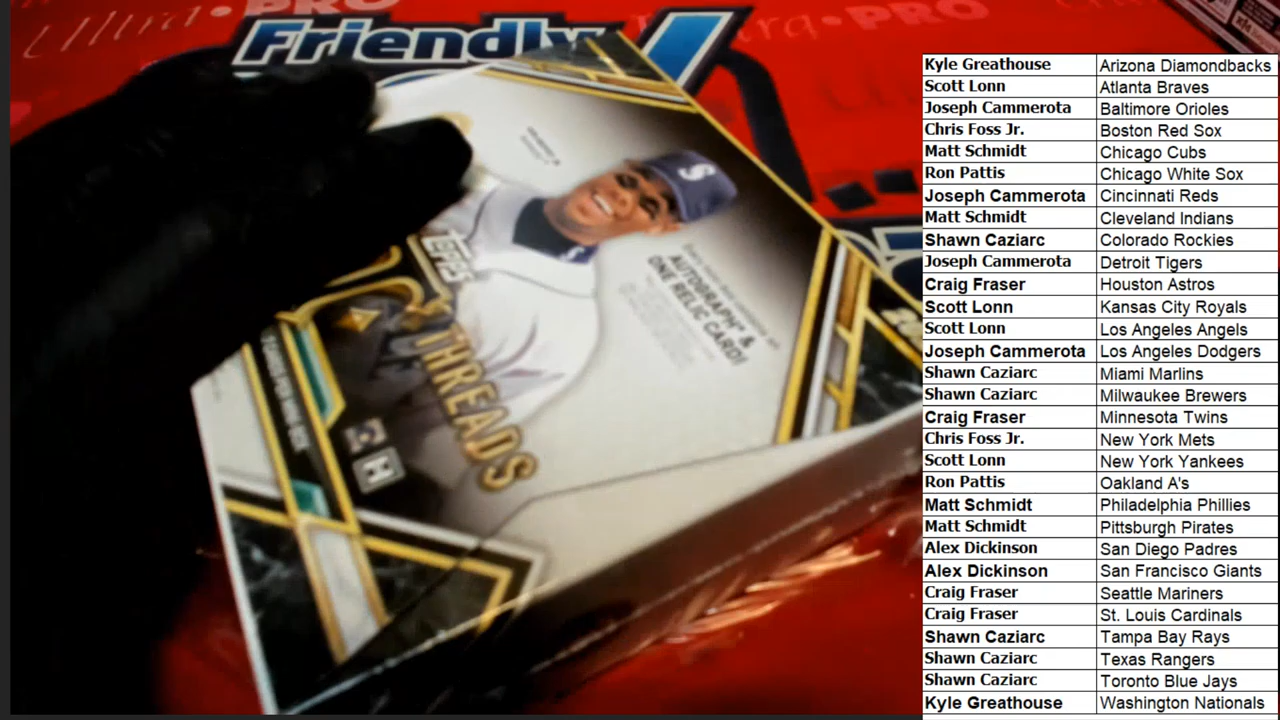 Ultra•PRO
Ultra•PRO
Friendly
S
TOPPS
AUTOGRAPH &
ONE RELIC CARD!
THREADS
H
Kyle Greathouse Arizona Diamondbacks
Scott Lonn Atlanta Braves
Joseph Cammerota Baltimore Orioles
Chris Foss Jr. Boston Red Sox
Matt Schmidt Chicago Cubs
Ron Pattis Chicago White Sox
Joseph Cammerota Cincinnati Reds
Matt Schmidt Cleveland Indians
Shawn Caziarc Colorado Rockies
Joseph Cammerota Detroit Tigers
Craig Fraser Houston Astros
Scott Lonn Kansas City Royals
Scott Lonn Los Angeles Angels
Joseph Cammerota Los Angeles Dodgers
Shawn Caziarc Miami Marlins
Shawn Caziarc Milwaukee Brewers
Craig Fraser Minnesota Twins
Chris Foss Jr. New York Mets
Scott Lonn New York Yankees
Ron Pattis Oakland A's
Matt Schmidt Philadelphia Phillies
Matt Schmidt Pittsburgh Pirates
Alex Dickinson San Diego Padres
Alex Dickinson San Francisco Giants
Craig Fraser Seattle Mariners
Craig Fraser St. Louis Cardinals
Shawn Caziarc Tampa Bay Rays
Shawn Caziarc Texas Rangers
Shawn Caziarc Toronto Blue Jays
Kyle Greathouse Washington Nationals